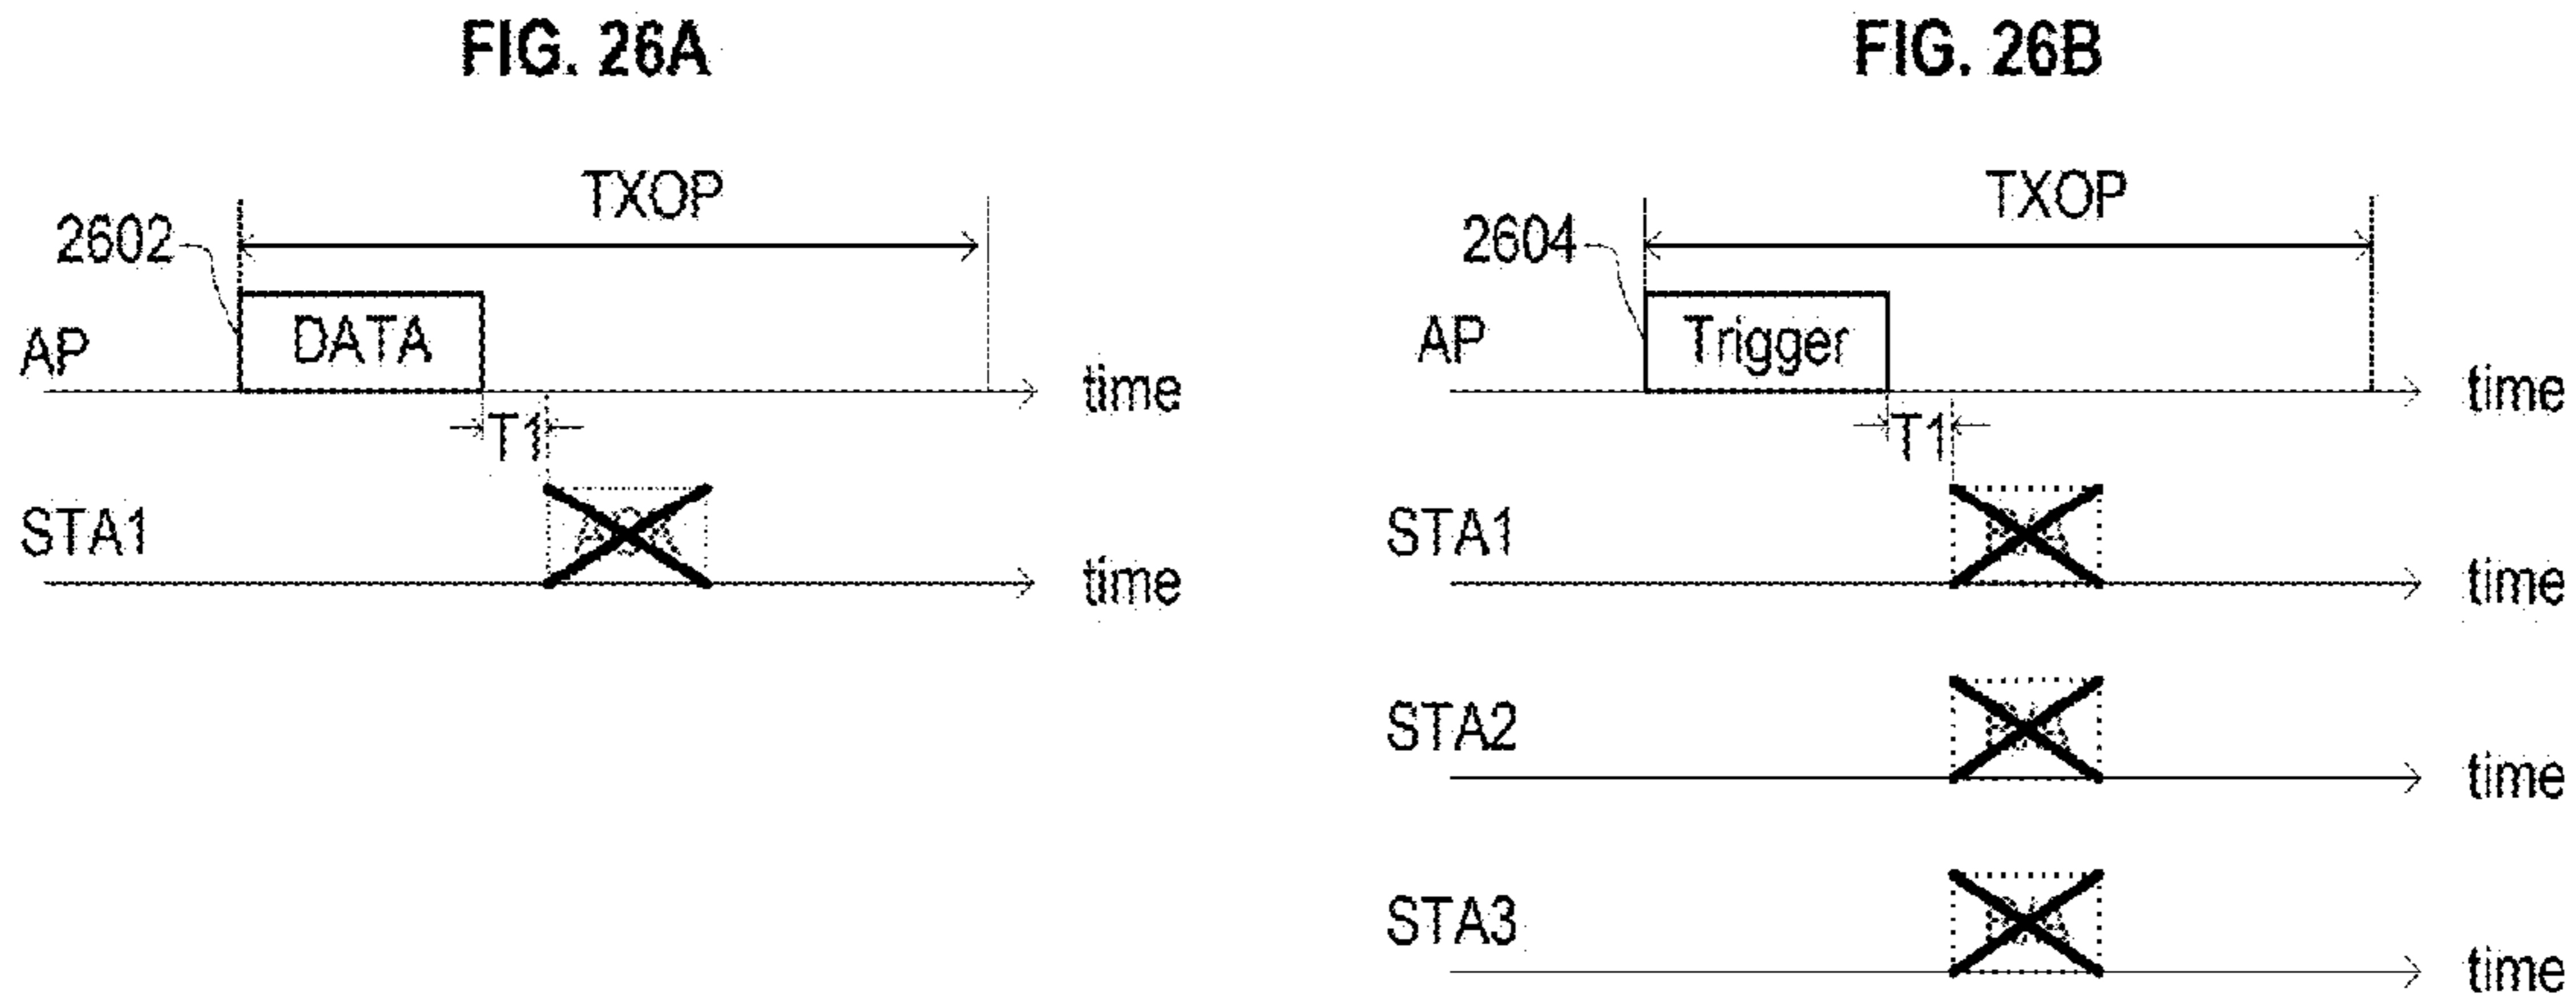 FIG. 26A
TXOP
2602
DATA
AP
time
T1
STA1
time
FIG. 26B
TXOP
2604
Trigger
AP
time
T1
STA1
time
STA2
time
STA3
time